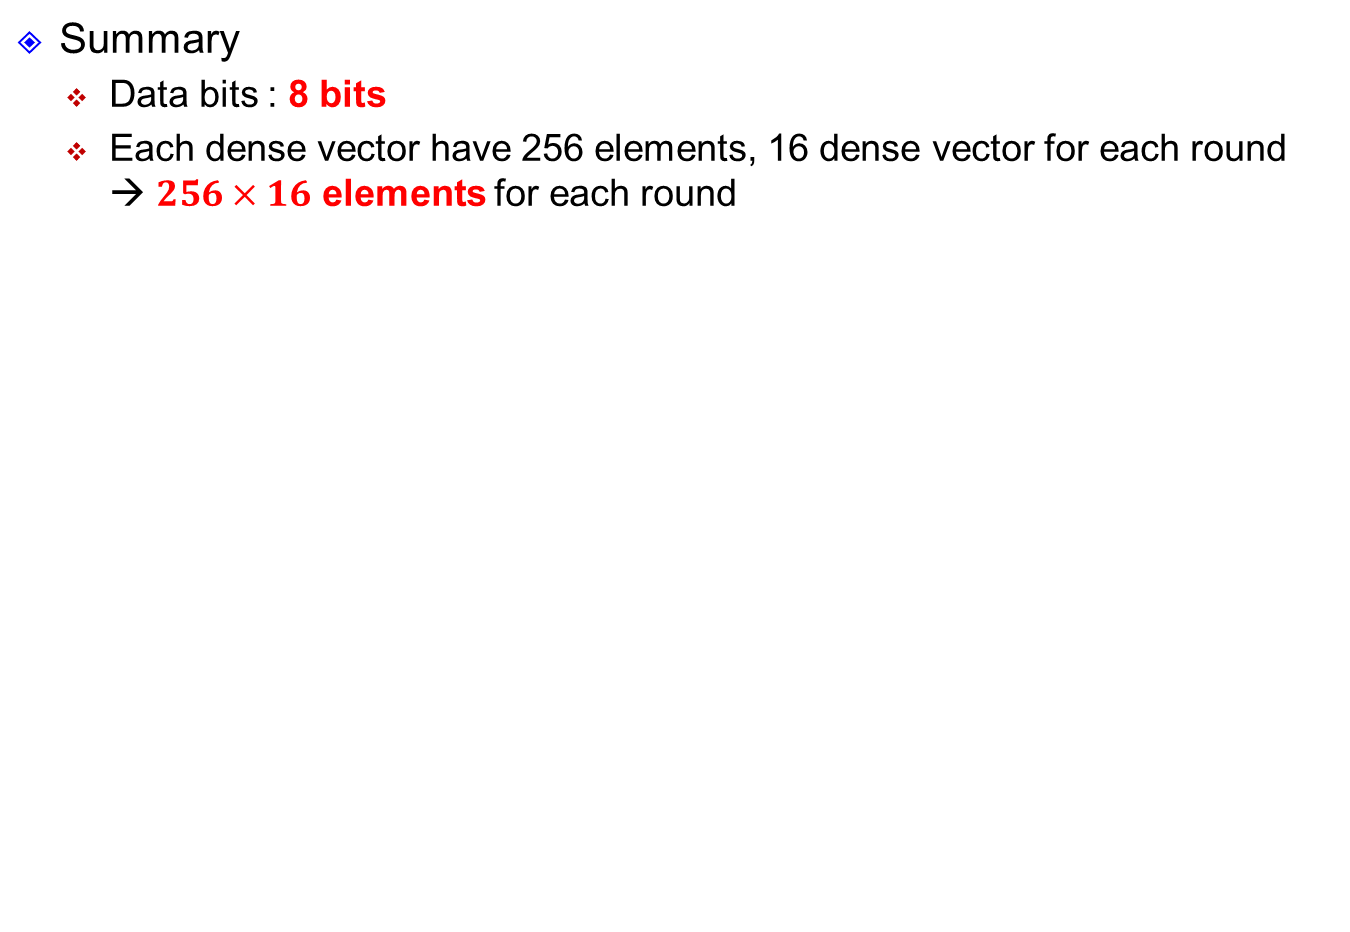 Summary
Data bits : 8 bits
Each dense vector have 256 elements, 16 dense vector for each round
→ 256 × 16 elements for each round